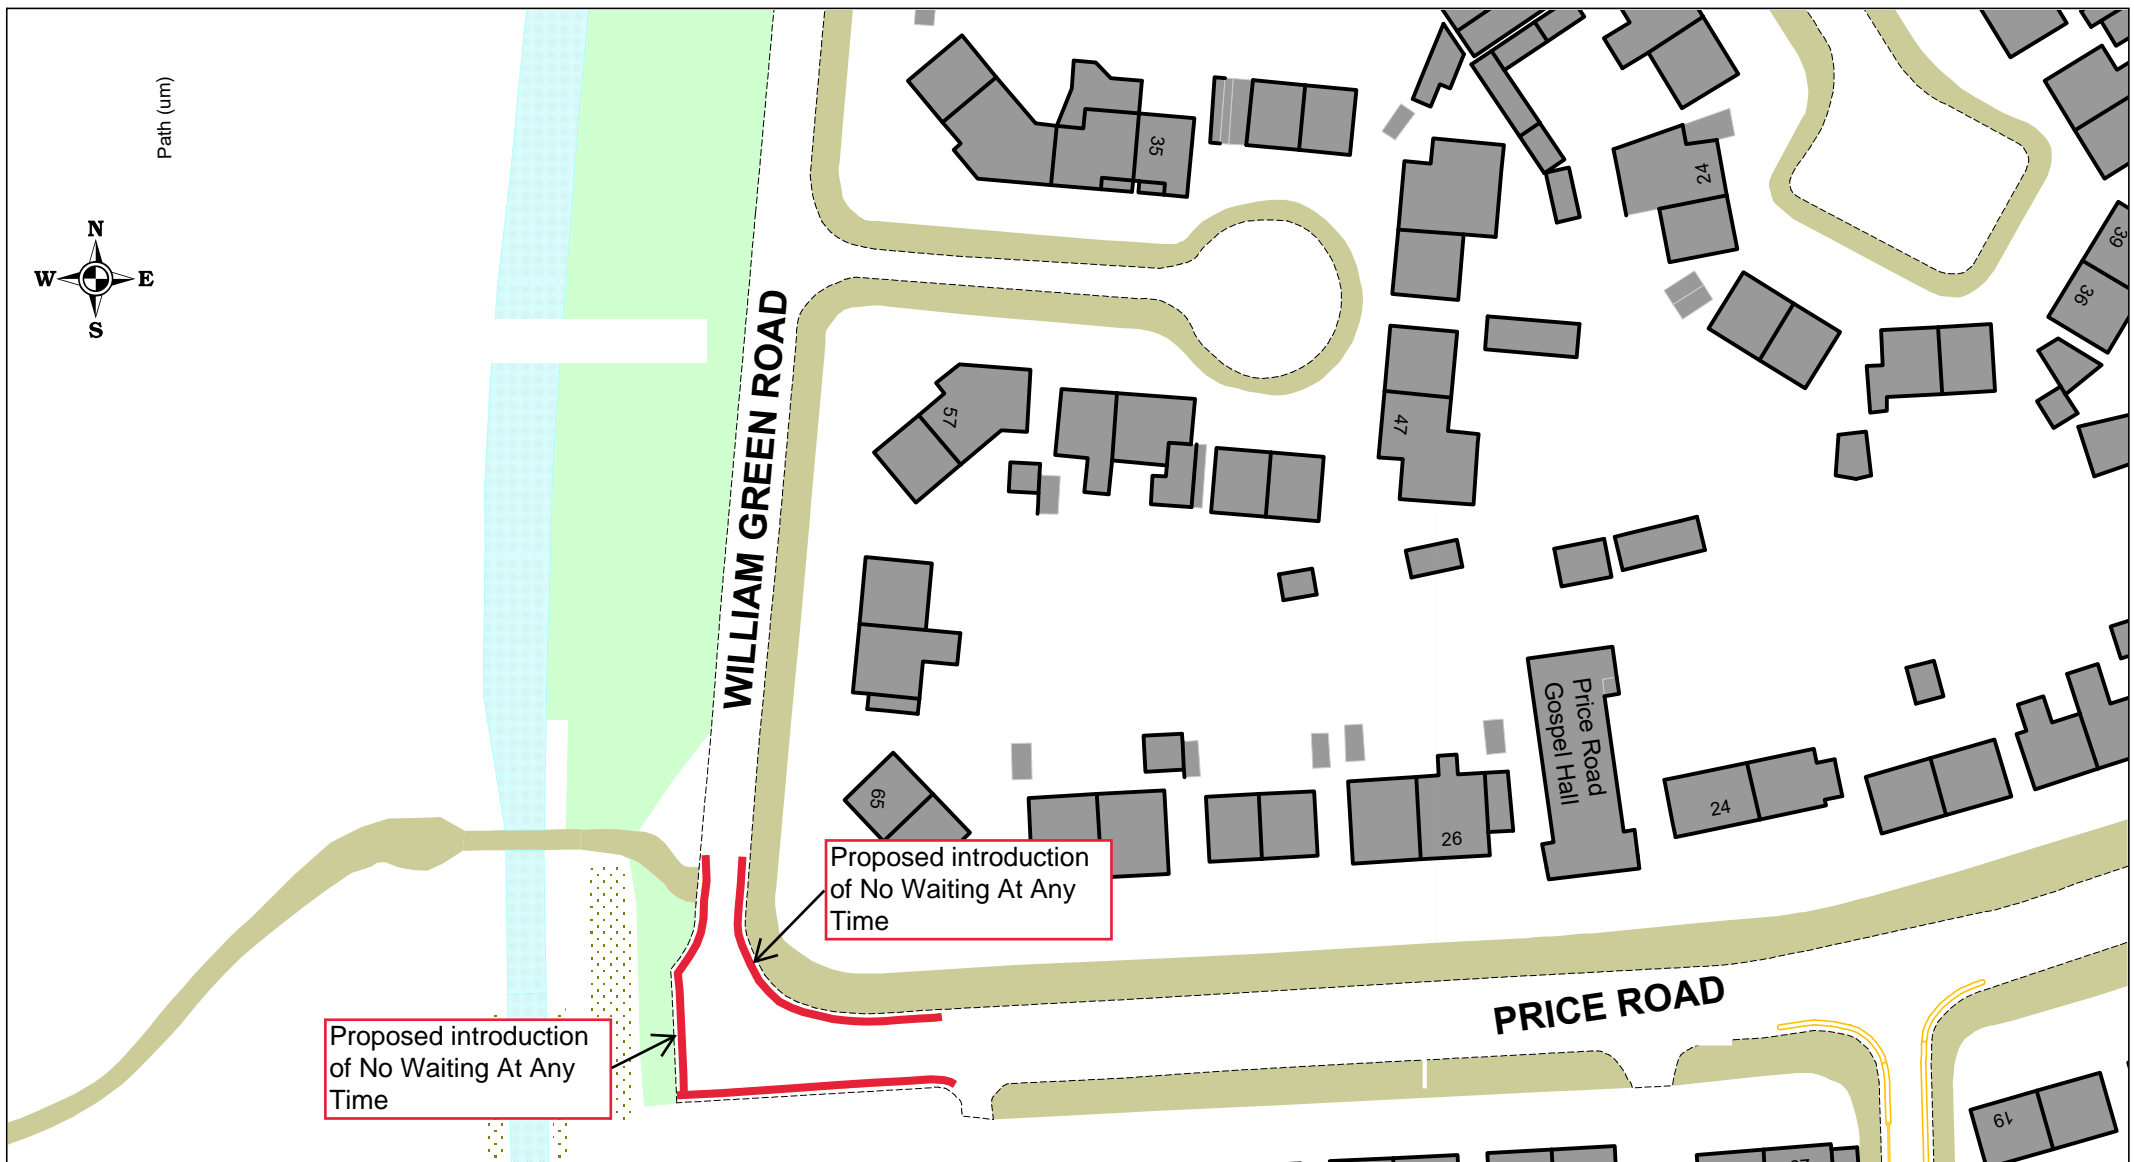 Path (um)
N
W E
S
35
24
39
36
WILLIAM GREEN ROAD
57
47
65
Price Road
Gospel Hall
24
26
Proposed introduction
of No Waiting At Any
Time
PRICE ROAD
Proposed introduction
of No Waiting At Any
Time
19